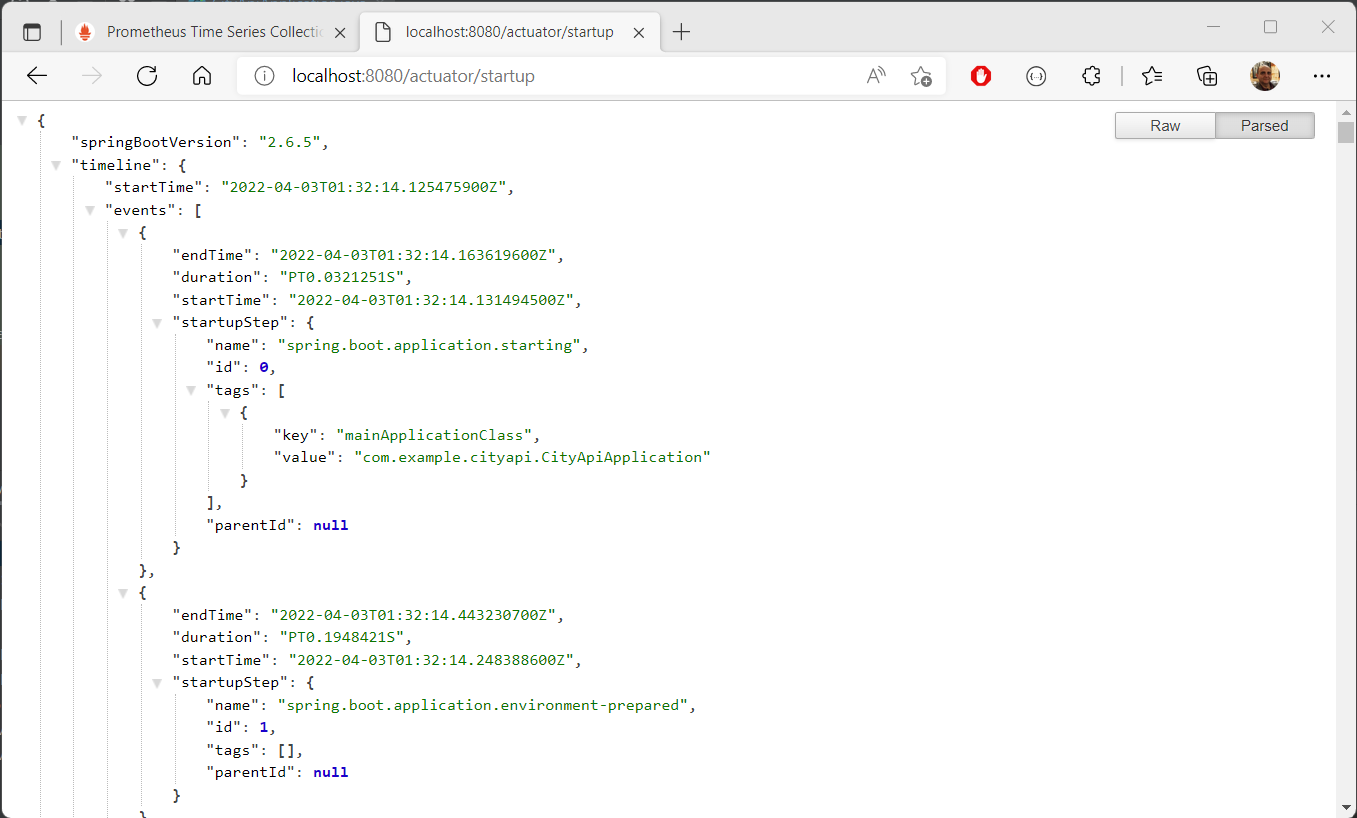 Prometheus Time Series Collectic
localhost:8080/actuator/startup
localhost:8080/actuator/startup
Raw
Parsed
{
"springBootVersion": "2.6.5",
"timeline": {
"startTime": "2022-04-03T01:32:14.125475900Z",
"events": [
{
"endTime": "2022-04-03T01:32:14.163619600Z",
"duration": "PT0.0321251S",
"startTime": "2022-04-03T01:32:14.131494500Z",
"startupStep": {
"name": "spring.boot.application.starting",
"id": 0,
"tags": [
{
"key": "mainApplicationClass",
"value": "com.example.cityapi.CityApiApplication"
}
],
"parentId": null
}
},
{
"endTime": "2022-04-03T01:32:14.443230700Z",
"duration": "PT0.1948421S",
"startTime": "2022-04-03T01:32:14.248388600Z",
"startupStep": {
"name": "spring.boot.application.environment-prepared",
"id": 1,
"tags": [],
"parentId": null
}
}